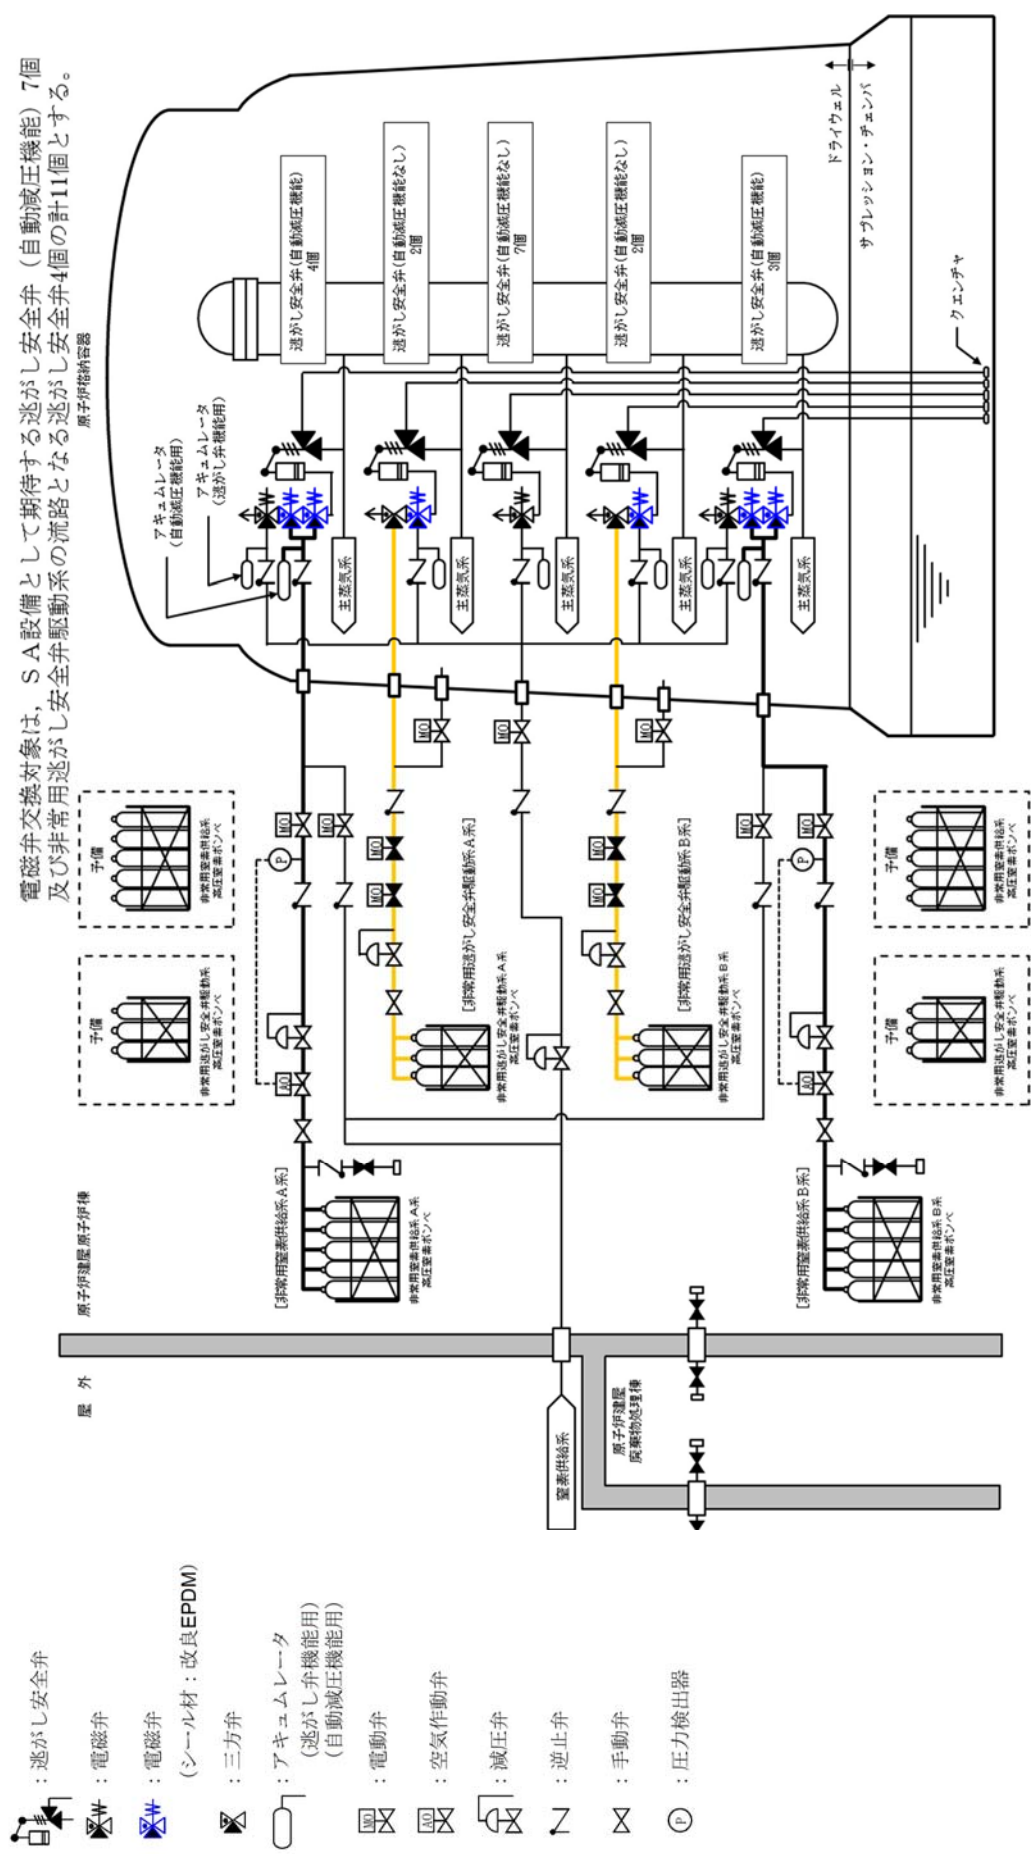 電磁弁交換対象は，ＳＡ設備として期待する逃がし安全弁（自動減圧機能）7個
及び非常用逃がし安全弁駆動系の流路となる逃がし安全弁4個の計11個とする。
原子炉格納容器
アキュムレータ
（自動減圧機能用）
アキュムレータ
（逃がし弁機能用）
逃がし安全弁（自動減圧機能）
4個
逃がし安全弁（自動減圧機能なし）
2個
逃がし安全弁（自動減圧機能なし）
7個
逃がし安全弁（自動減圧機能なし）
2個
逃がし安全弁（自動減圧機能）
3個
ドライウェル
サプレッション・チェンバ
クエンチャ
主蒸気系
主蒸気系
主蒸気系
主蒸気系
主蒸気系
予備
非常用窒素供給系
高圧窒素ボンベ
予備
非常用逃がし安全弁駆動系
高圧窒素ボンベ
MO
MO
P
AO
MO
MO
MO
MO
MO
MO
MO
MO
MO
P
AO
[非常用逃がし安全弁駆動系A系]
非常用逃がし安全弁駆動系A系
高圧窒素ボンベ
[非常用逃がし安全弁駆動系B系]
非常用逃がし安全弁駆動系B系
高圧窒素ボンベ
予備
非常用窒素供給系
高圧窒素ボンベ
予備
非常用逃がし安全弁駆動系
高圧窒素ボンベ
[非常用窒素供給系A系]
非常用窒素供給系A系
高圧窒素ボンベ
[非常用窒素供給系B系]
非常用窒素供給系B系
高圧窒素ボンベ
原子炉建屋原子炉棟
屋 外
窒素供給系
原子炉建屋
廃棄物処理棟
：逃がし安全弁
：電磁弁
：電磁弁
（シール材：改良EPDM）
：三方弁
：アキュムレータ
（逃がし弁機能用）
（自動減圧機能用）
MO
：電動弁
AO
：空気作動弁
：減圧弁
：逆止弁
：手動弁
P
：圧力検出器